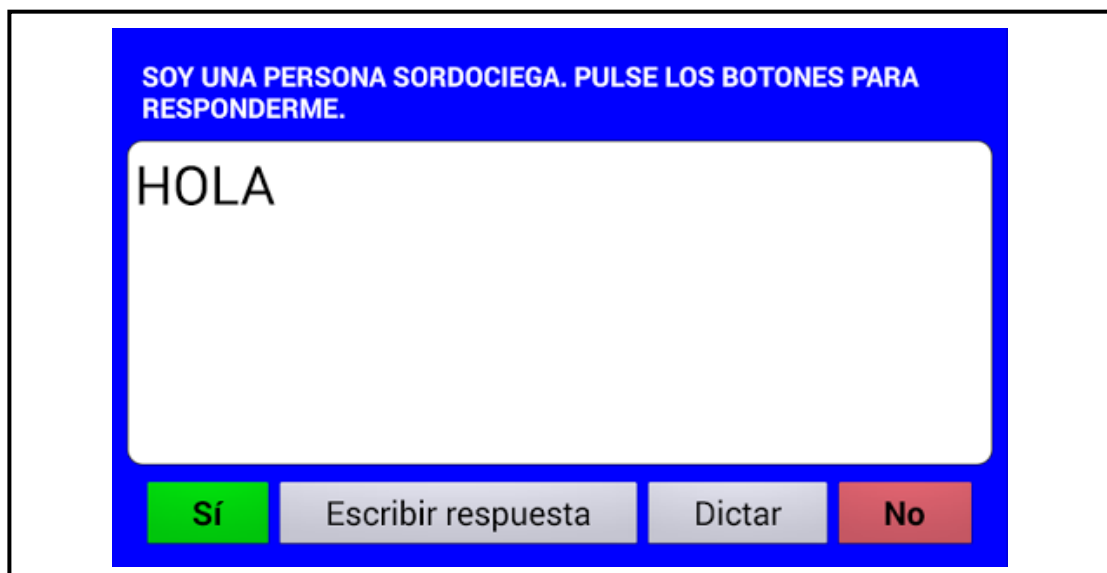 SOY UNA PERSONA SORDOCIEGA. PULSE LOS BOTONES PARA
RESPONDERME.
HOLA
Sí
Escribir respuesta
Dictar
No